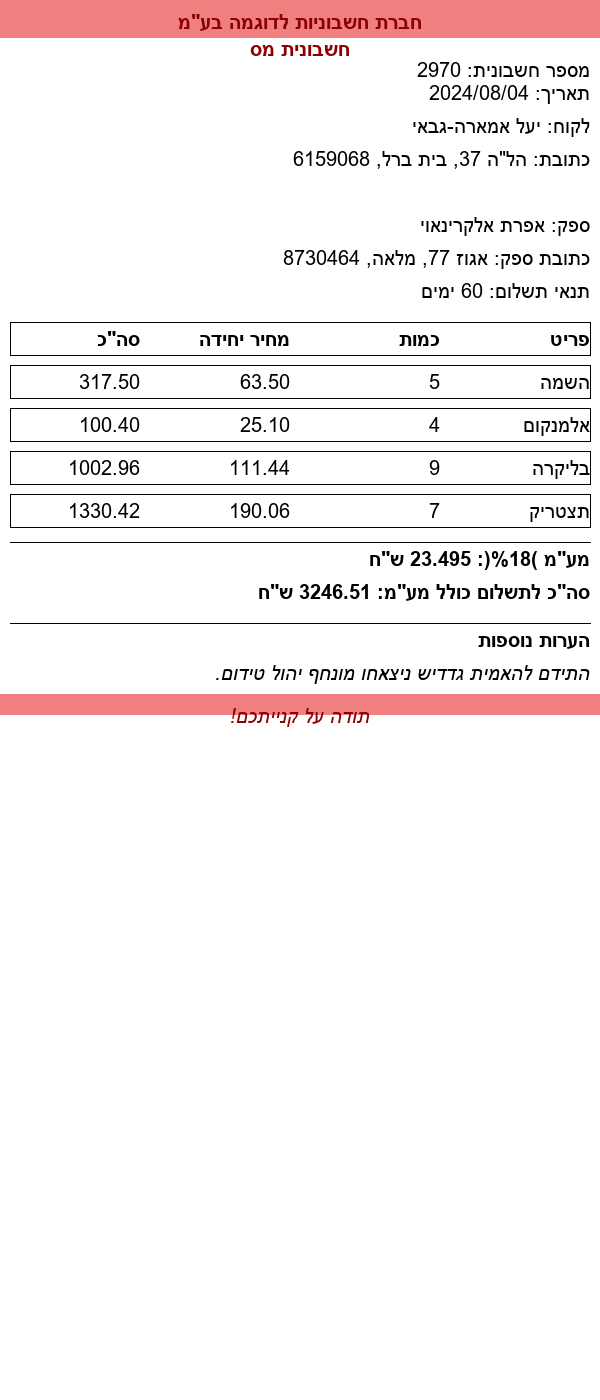 חברת חשבוניות לדוגמה בע"מ
חשבונית מס
מספר חשבונית: 2970
תאריך: 2024/08/04
לקוח: יעל אמארה-גבאי
כתובת: הל"ה 37, בית ברל, 6159068
ספק: אפרת אלקרינאוי
כתובת ספק: אגוז 77, מלאה, 8730464
תנאי תשלום: 60 ימים
פריט כמות מחיר יחידה סה"כ
השמה 5 63.50 317.50
אלמנקום 4 25.10 100.40
בליקרה 9 111.44 1002.96
תצטריק 7 190.06 1330.42
מע"מ )18%(: 23.495 ש"ח
סה"כ לתשלום כולל מע"מ: 3246.51 ש"ח
הערות נוספות
התידם להאמית גדדיש ניצאחו מונחף יהול טידום.
תודה על קנייתכם!